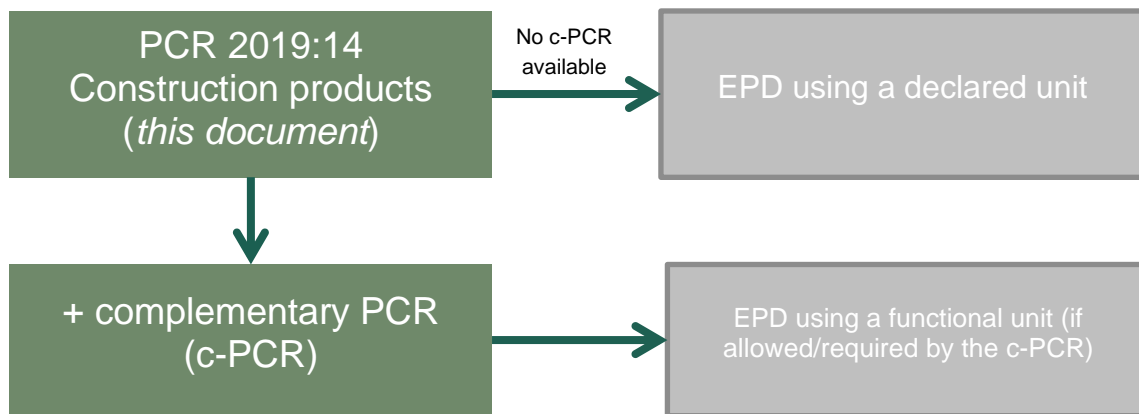 PCR 2019:14
Construction products
(this document)
No c-PCR
available
EPD using a declared unit
+ complementary PCR
(c-PCR)
EPD using a functional unit (if
allowed/required by the c-PCR)